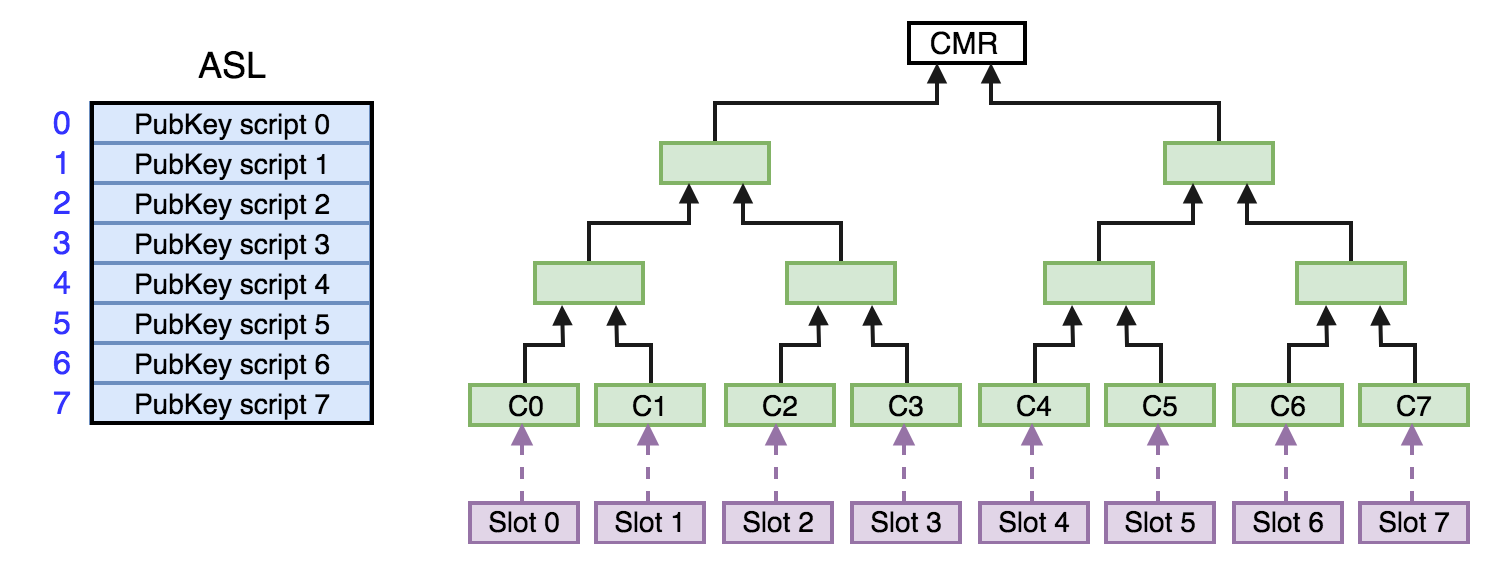 ASL
0 PubKey script 0
1 PubKey script 1
2 PubKey script 2
3 PubKey script 3
4 PubKey script 4
5 PubKey script 5
6 PubKey script 6
7 PubKey script 7
CMR
C0 C1 C2 C3 C4 C5 C6 C7
Slot 0 Slot 1 Slot 2 Slot 3 Slot 4 Slot 5 Slot 6 Slot 7